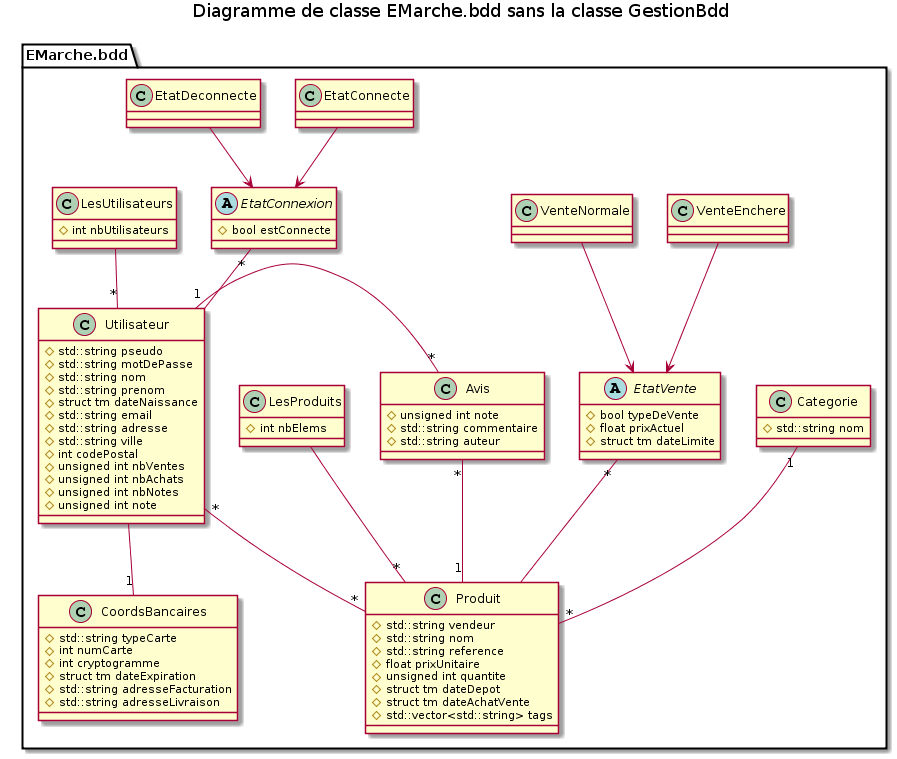 Diagramme de classe EMarche.bdd sans la classe GestionBdd
EMarche.bdd
C EtatDeconnecte
C EtatConnecte
C LesUtilisateurs
int nbUtilisateurs
A EtatConnexion
bool estConnecte
C VenteNormale
C VenteEnchere
*
*
1
*
C Utilisateur
std::string pseudo
std::string motDePasse
std::string nom
std::string prenom
struct tm dateNaissance
std::string email
std::string adresse
std::string ville
int codePostal
unsigned int nbVentes
unsigned int nbAchats
unsigned int nbNotes
unsigned int note
C LesProduits
int nbElems
C Avis
unsigned int note
std::string commentaire
std::string auteur
A EtatVente
bool typeDeVente
float prixActuel
struct tm dateLimite
C Categorie
std::string nom
*
*
1
*
*
*
1
*
1
C CoordsBancaires
std::string typeCarte
int numCarte
int cryptogramme
struct tm dateExpiration
std::string adresseFacturation
std::string adresseLivraison
C Produit
std::string vendeur
std::string nom
std::string reference
float prixUnitaire
unsigned int quantite
struct tm dateDepot
struct tm dateAchatVente
std::vector<std::string> tags